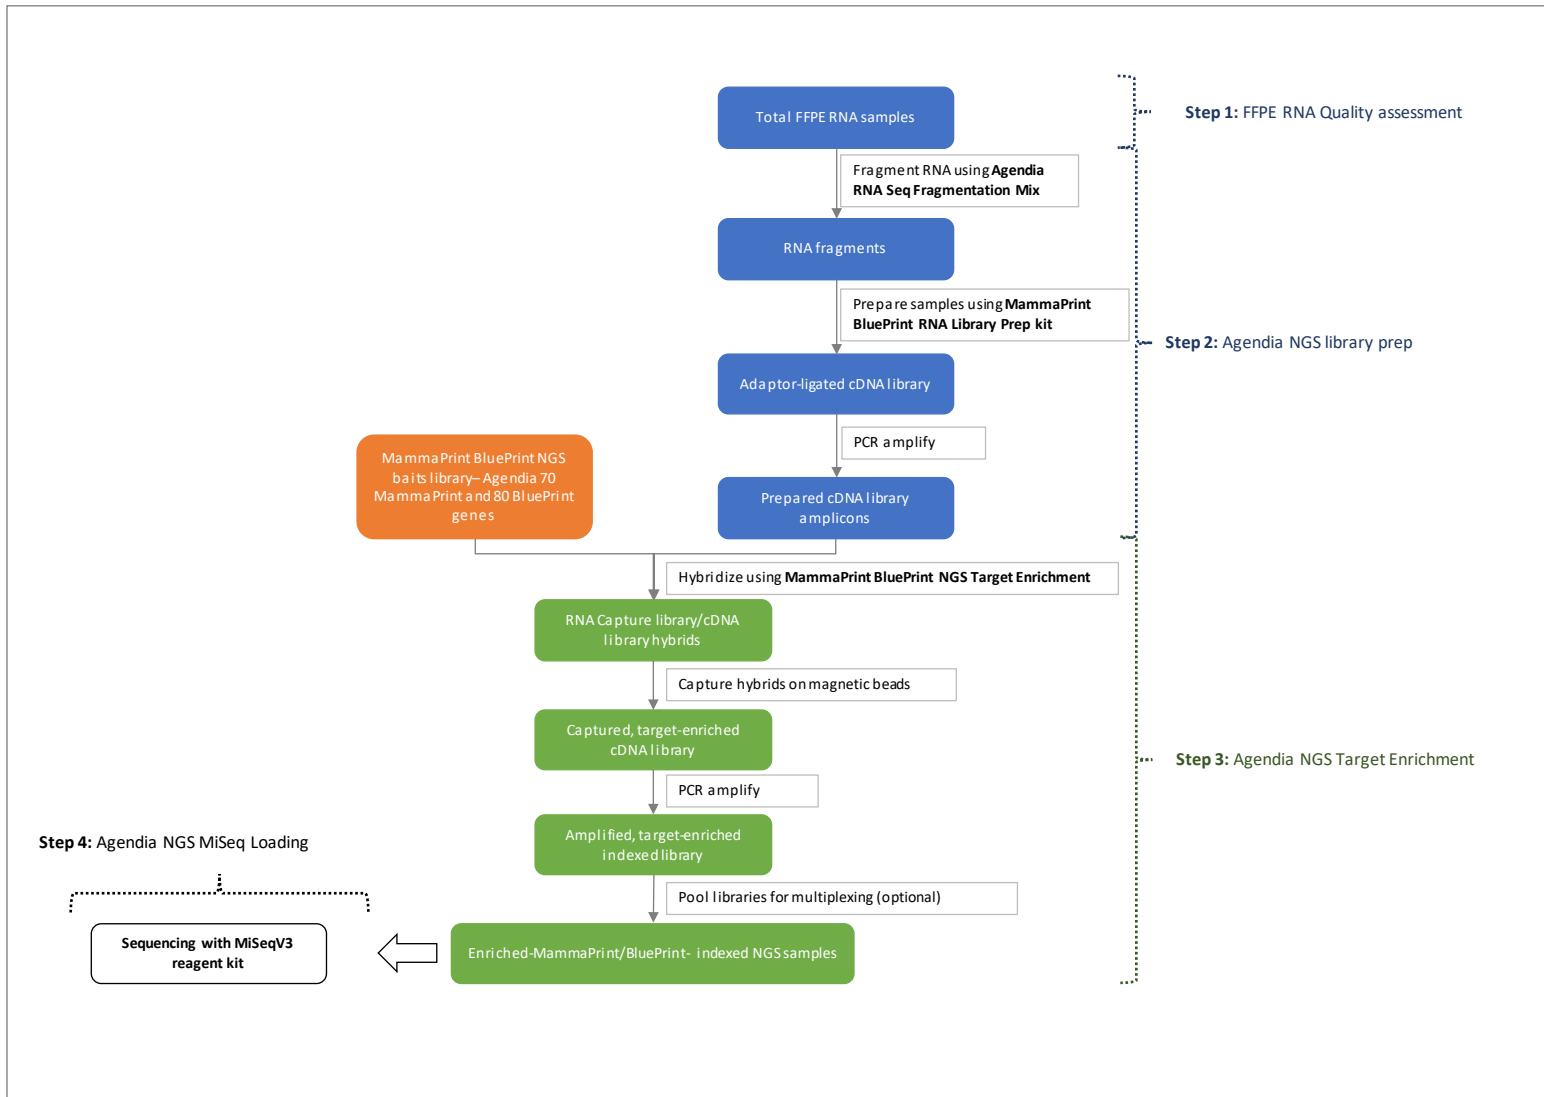 Total FFPE RNA samples
Step 1: FFPE RNA Quality assessment
Fragment RNA using Agendia
RNA Seq Fragmentation Mix
RNA fragments
Prepare samples using MammaPrint
BluePrint RNA Library Prep kit
Step 2: Agendia NGS library prep
Adaptor-ligated cDNA library
PCR amplify
MammaPrint BluePrint NGS
baits library– Agendia 70
MammaPrint and 80 BluePrint
genes
Prepared cDNA library
amplicons
Hybridize using MammaPrint BluePrint NGS Target Enrichment
RNA Capture library/cDNA
library hybrids
Capture hybrids on magnetic beads
Captured, target-enriched
cDNA library
Step 3: Agendia NGS Target Enrichment
PCR amplify
Amplified, target-enriched
indexed library
Step 4: Agendia NGS MiSeq Loading
Pool libraries for multiplexing (optional)
Sequencing with MiSeqV3
reagent kit
Enriched-MammaPrint/BluePrint- indexed NGS samples